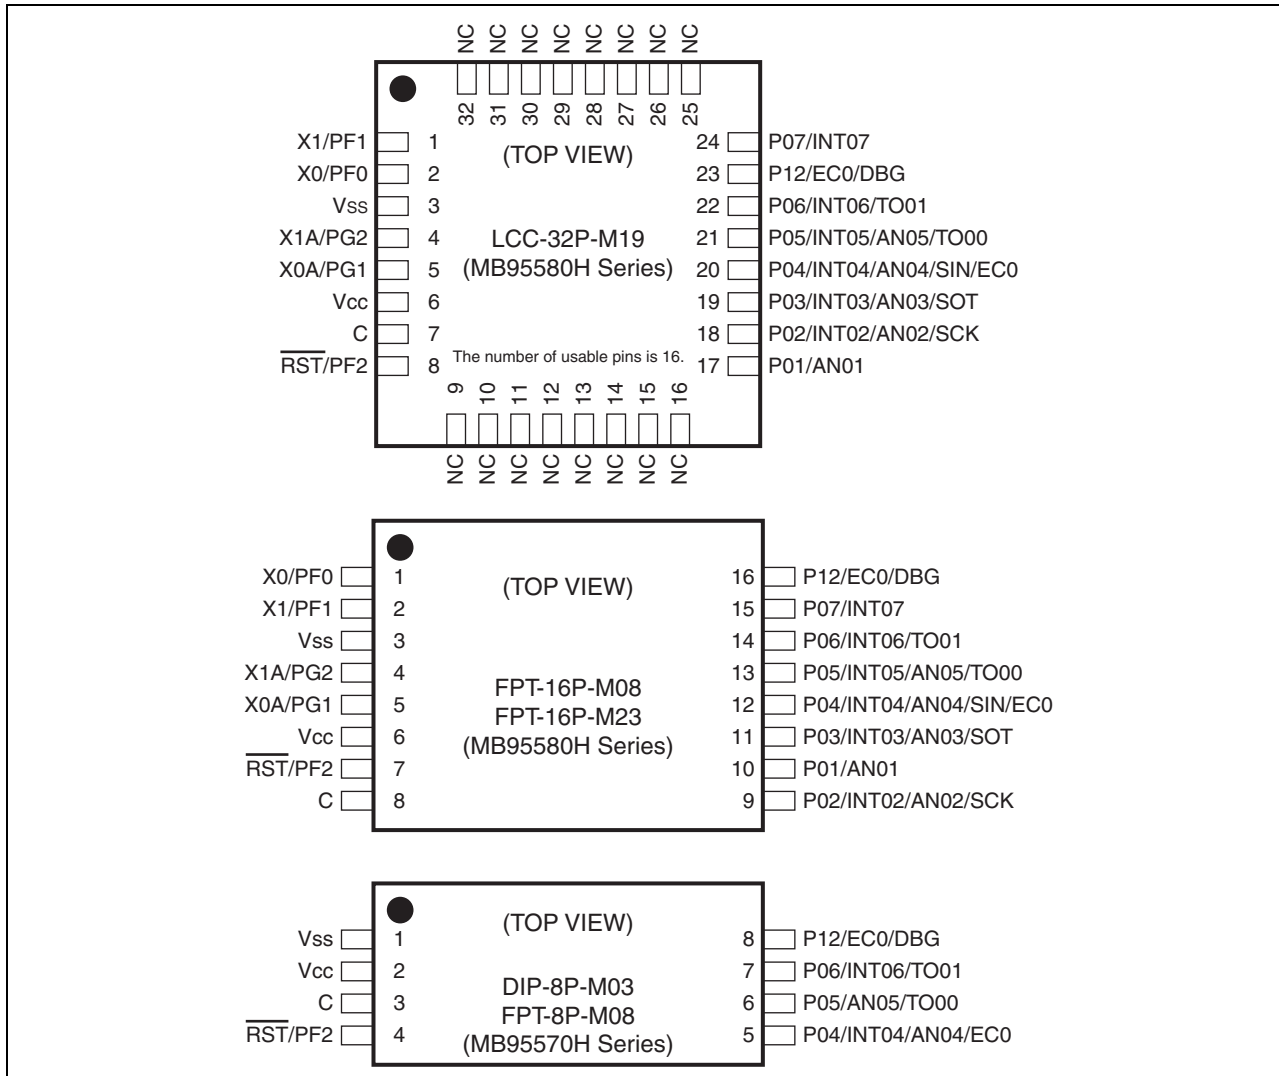 NC NC NC NC NC NC NC NC
32 31 30 29 28 27 26 25
(TOP VIEW)
X1/PF1 1 24 P07/INT07
X0/PF0 2 23 P12/EC0/DBG
Vss 3 22 P06/INT06/TO01
X1A/PG2 4 LCC-32P-M19 21 P05/INT05/AN05/TO00
X0A/PG1 5 (MB95580H Series) 20 P04/INT04/AN04/SIN/EC0
Vcc 6 19 P03/INT03/AN03/SOT
C 7 18 P02/INT02/AN02/SCK
The number of usable pins is 16.
R̅S̅T̅/PF2 8 17 P01/AN01
9 10 11 12 13 14 15 16
NC NC NC NC NC NC NC NC
X0/PF0 1 (TOP VIEW) 16 P12/EC0/DBG
X1/PF1 2 15 P07/INT07
Vss 3 14 P06/INT06/TO01
X1A/PG2 4 13 P05/INT05/AN05/TO00
FPT-16P-M08
X0A/PG1 5 12 P04/INT04/AN04/SIN/EC0
FPT-16P-M23
Vcc 6 (MB95580H Series) 11 P03/INT03/AN03/SOT
R̅S̅T̅/PF2 7 10 P01/AN01
C 8 9 P02/INT02/AN02/SCK
(TOP VIEW)
Vss 1 8 P12/EC0/DBG
Vcc 2 7 P06/INT06/TO01
DIP-8P-M03
C 3 6 P05/AN05/TO00
FPT-8P-M08
R̅S̅T̅/PF2 4 (MB95570H Series) 5 P04/INT04/AN04/EC0